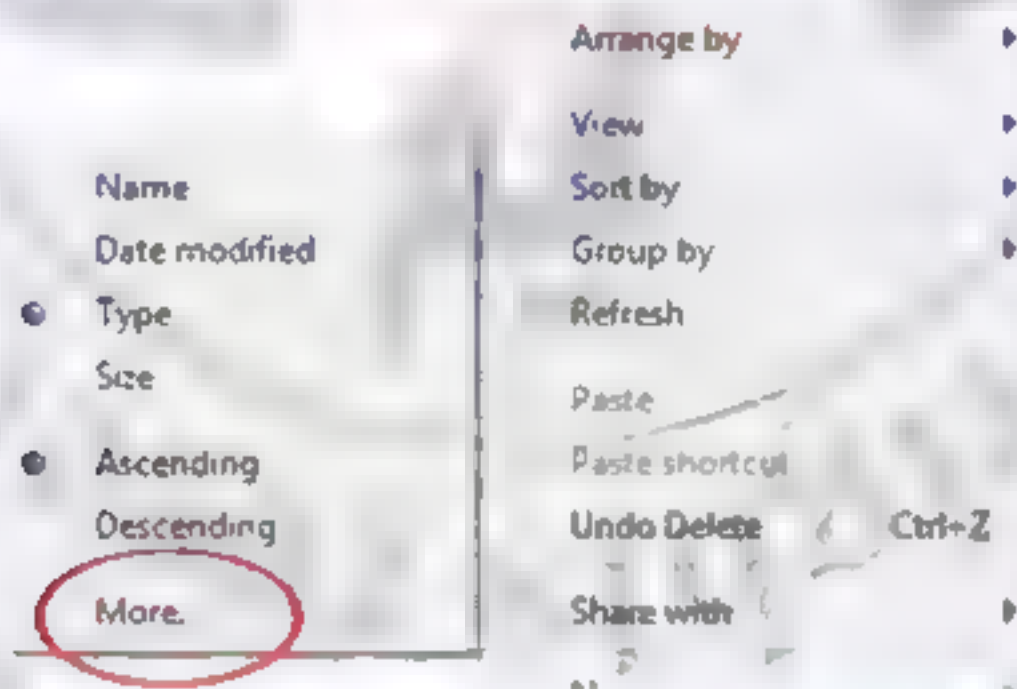 Arrange by
View
Sort by
Group by
Refresh
Paste
Paste shortcut
Undo Delete Ctrl+Z
Share with
Name
Date modified
Type
Size
Ascending
Descending
More.